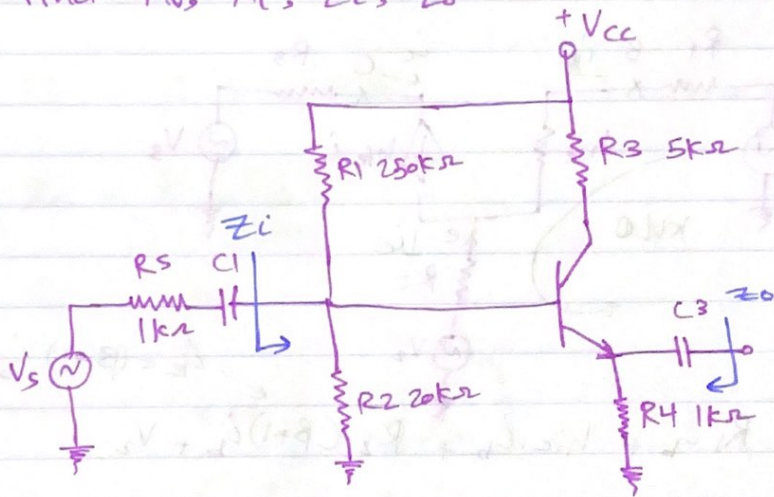 + Vcc
R1 250kΩ
R3 5kΩ
Zi
RS C1
1kΩ
Vs
C3
Zo
R2 20kΩ
R4 1kΩ